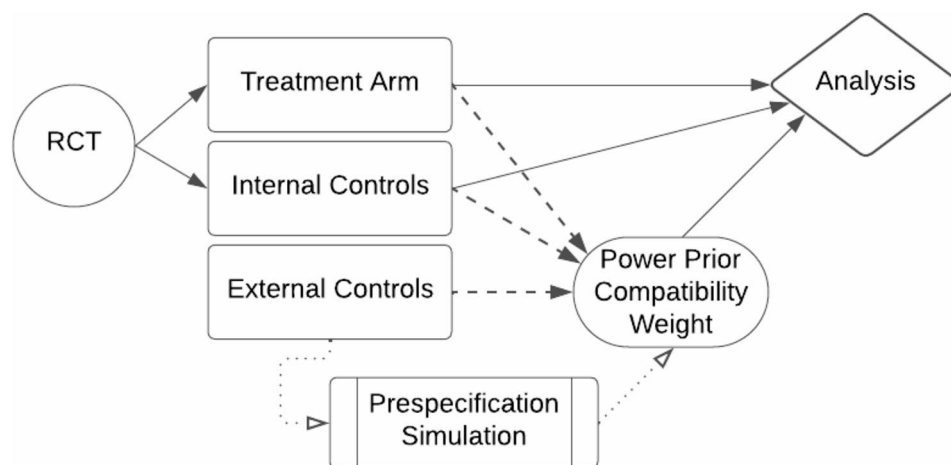 RCT
Treatment Arm
Internal Controls
External Controls
Analysis
Power Prior
Compatibility
Weight
Prespecification
Simulation